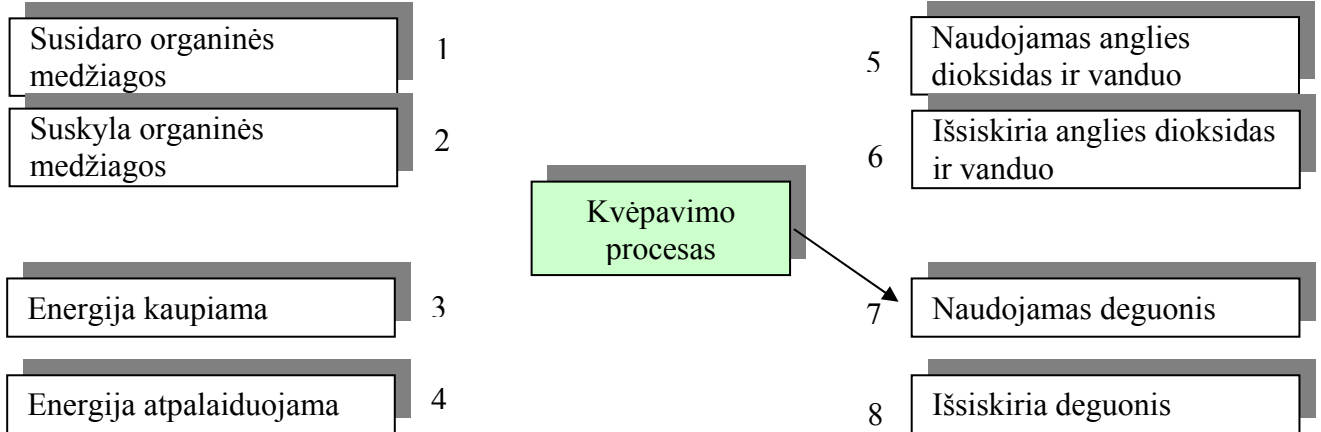 Susidaro organinės
medžiagos
1
Suskyla organinės
medžiagos
2
Energija kaupiama
3
Energija atpalaiduojama
4
Kvėpavimo
procesas
5
Naudojamas anglies
dioksidas ir vanduo
6
Išsiskiria anglies dioksidas
ir vanduo
7
Naudojamas deguonis
8
Išsiskiria deguonis